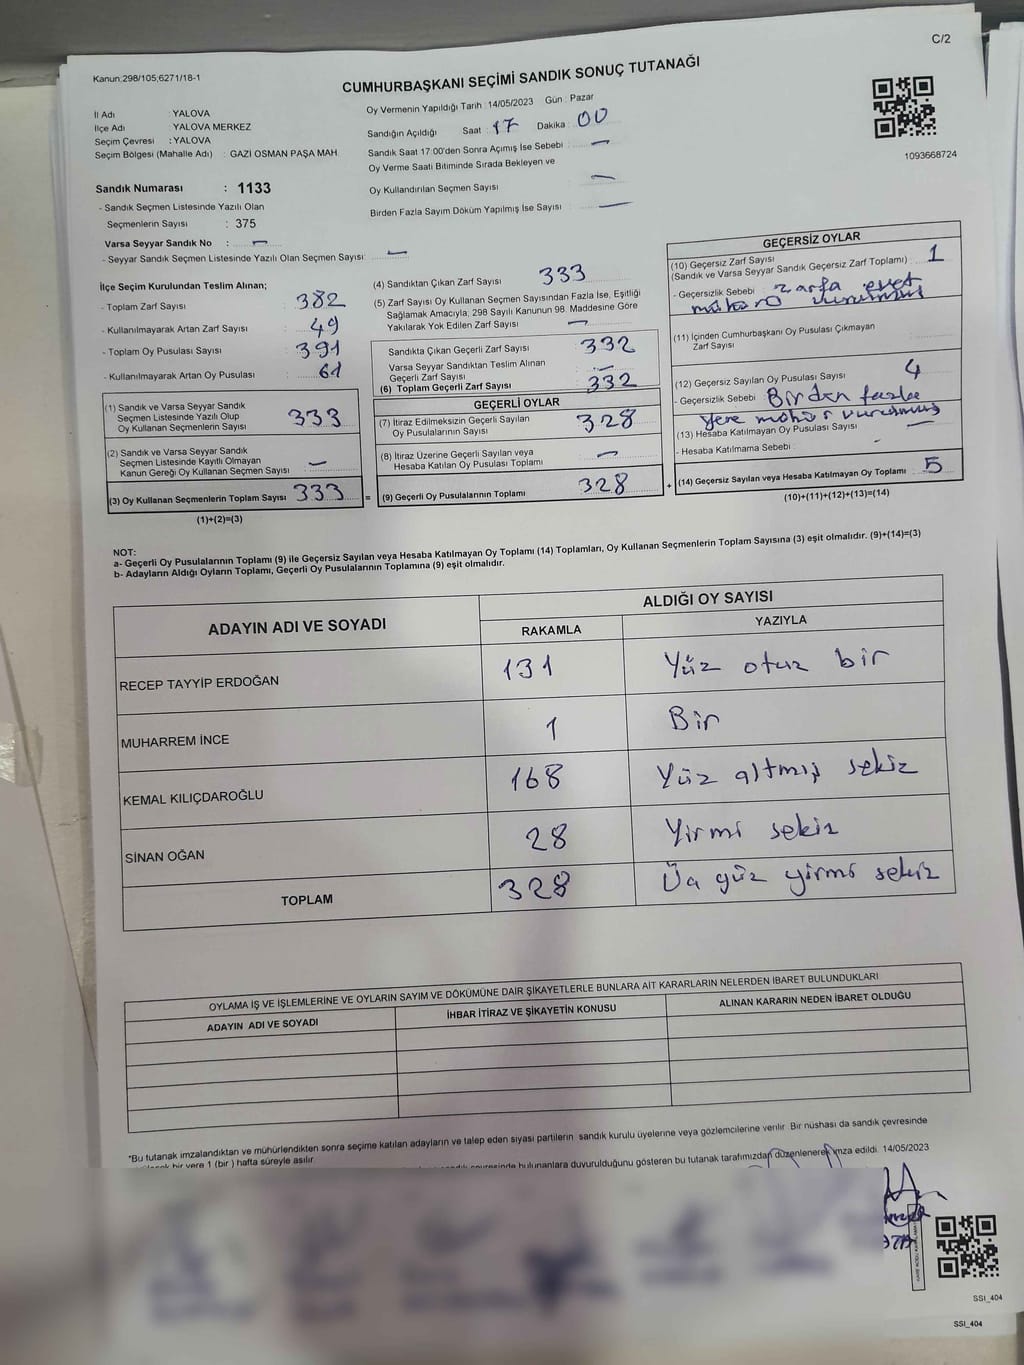 C/2
Kanun:298/105;6271/18-1
CUMHURBAŞKANI SEÇİMİ SANDIK SONUÇ TUTANAĞI
İl Adı : YALOVA
İlçe Adı : YALOVA MERKEZ
Seçim Çevresi : YALOVA
Seçim Bölgesi (Mahalle Adı) : GAZİ OSMAN PAŞA MAH.
Sandık Numarası : 1133
- Sandık Seçmen Listesinde Yazılı Olan
Seçmenlerin Sayısı : 375
Varsa Seyyar Sandık No : —
- Seyyar Sandık Seçmen Listesinde Yazılı Olan Seçmen Sayısı: —
Oy Vermenin Yapıldığı Tarih : 14/05/2023 Gün : Pazar
Sandığın Açıldığı Saat : 17 Dakika : 00
Sandık Saat 17:00'den Sonra Açımış İse Sebebi : —
Oy Verme Saati Bitiminde Sırada Bekleyen ve
Oy Kullandırılan Seçmen Sayısı —
Birden Fazla Sayım Döküm Yapılmış İse Sayısı : —
1093668724
İlçe Seçim Kurulundan Teslim Alınan;
- Toplam Zarf Sayısı : 382
- Kullanılmayarak Artan Zarf Sayısı : 49
- Toplam Oy Pusulası Sayısı : 391
- Kullanılmayarak Artan Oy Pusulası : 61
(1) Sandık ve Varsa Seyyar Sandık
Seçmen Listesinde Yazılı Olup
Oy Kullanan Seçmenlerin Sayısı : 333
(2) Sandık ve Varsa Seyyar Sandık
Seçmen Listesinde Kayıtlı Olmayan
Kanun Gereği Oy Kullanan Seçmen Sayısı : —
(3) Oy Kullanan Seçmenlerin Toplam Sayısı 333
(1)+(2)=(3)
(4) Sandıktan Çıkan Zarf Sayısı : 333
(5) Zarf Sayısı Oy Kullanan Seçmen Sayısından Fazla İse, Eşitliği
Sağlamak Amacıyla; 298 Sayılı Kanunun 98. Maddesine Göre
Yakılarak Yok Edilen Zarf Sayısı : —
Sandıkta Çıkan Geçerli Zarf Sayısı : 332
Varsa Seyyar Sandıktan Teslim Alınan
Geçerli Zarf Sayısı : —
(6) Toplam Geçerli Zarf Sayısı : 332
GEÇERLİ OYLAR
(7) İtiraz Edilmeksizin Geçerli Sayılan
Oy Pusulalarının Sayısı : 328
(8) İtiraz Üzerine Geçerli Sayılan veya
Hesaba Katılan Oy Pusulası Toplamı : —
= (9) Geçerli Oy Pusulalarının Toplamı : 328
GEÇERSİZ OYLAR
(10) Geçersiz Zarf Sayısı
(Sandık ve Varsa Seyyar Sandık Geçersiz Zarf Toplamı) : 1
- Geçersizlik Sebebi : zarfa evet
vurulmuş
(11) İçinden Cumhurbaşkanı Oy Pusulası Çıkmayan
Zarf Sayısı
(12) Geçersiz Sayılan Oy Pusulası Sayısı : 4
- Geçersizlik Sebebi : Birden fazla
yere mühür vurulmuş
(13) Hesaba Katılmayan Oy Pusulası Sayısı : —
- Hesaba Katılmama Sebebi : -
+ (14) Geçersiz Sayılan veya Hesaba Katılmayan Oy Toplamı : 5
(10)+(11)+(12)+(13)=(14)
NOT:
a- Geçerli Oy Pusulalarının Toplamı (9) ile Geçersiz Sayılan veya Hesaba Katılmayan Oy Toplamı (14) Toplamları, Oy Kullanan Seçmenlerin Toplam Sayısına (3) eşit olmalıdır. (9)+(14)=(3)
b- Adayların Aldığı Oyların Toplamı, Geçerli Oy Pusulalarının Toplamına (9) eşit olmalıdır.
ADAYIN ADI VE SOYADI
ALDIĞI OY SAYISI
RAKAMLA YAZIYLA
RECEP TAYYİP ERDOĞAN 131 Yüz otuz bir
MUHARREM İNCE 1 Bir
KEMAL KILIÇDAROĞLU 168 Yüz altmış sekiz
SİNAN OĞAN 28 Yirmi sekiz
TOPLAM 328 Üç yüz yirmi sekiz
OYLAMA İŞ VE İŞLEMLERİNE VE OYLARIN SAYIM VE DÖKÜMÜNE DAİR ŞİKAYETLERLE BUNLARA AİT KARARLARIN NELERDEN İBARET BULUNDUKLARI
ADAYIN ADI VE SOYADI İHBAR İTİRAZ VE ŞİKAYETİN KONUSU ALINAN KARARIN NEDEN İBARET OLDUĞU
*Bu tutanak imzalandıktan ve mühürlendikten sonra seçime katılan adayların ve talep eden siyasi partilerin sandık kurulu üyelerine veya gözlemcilerine verilir. Bir nüshası da sandık çevresinde
bir yere 1 (bir) hafta süreyle asılır.
bulunanlara duyurulduğunu gösteren bu tutanak tarafımızdan düzenlenerek imza edildi. 14/05/2023
SSI_404
SSI_404